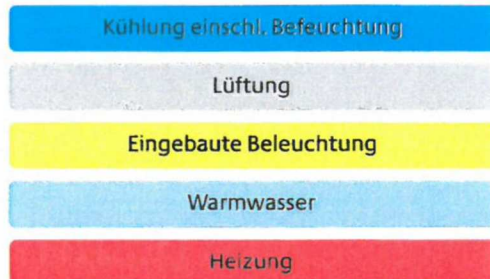 Kühlung einschl. Befeuchtung
Lüftung
Eingebaute Beleuchtung
Warmwasser
Heizung